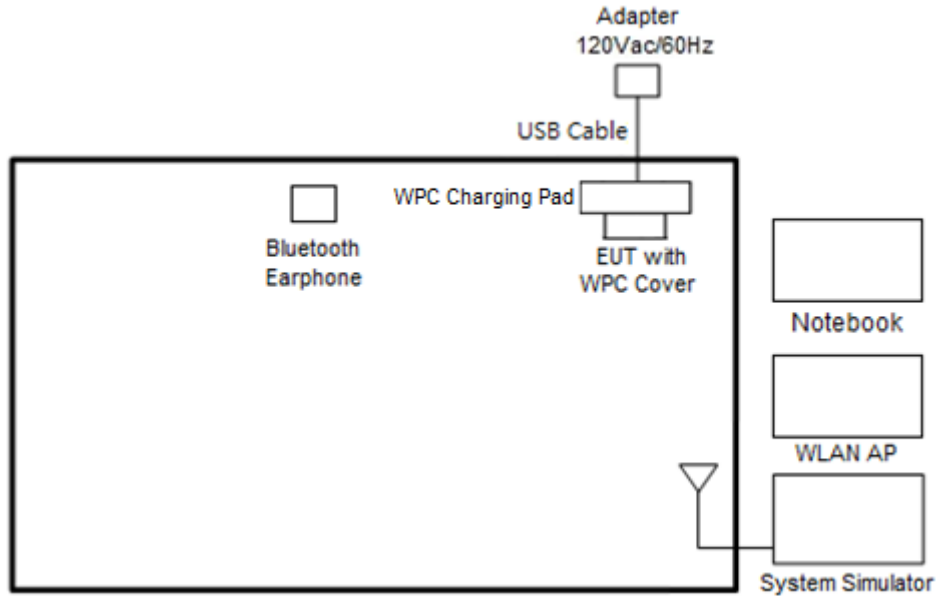 Adapter
120Vac/60Hz
USB Cable
WPC Charging Pad
Bluetooth
Earphone
EUT with
WPC Cover
Notebook
WLAN AP
System Simulator